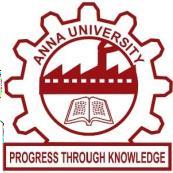 ANNA UNIVERSITY
PROGRESS THROUGH KNOWLEDGE